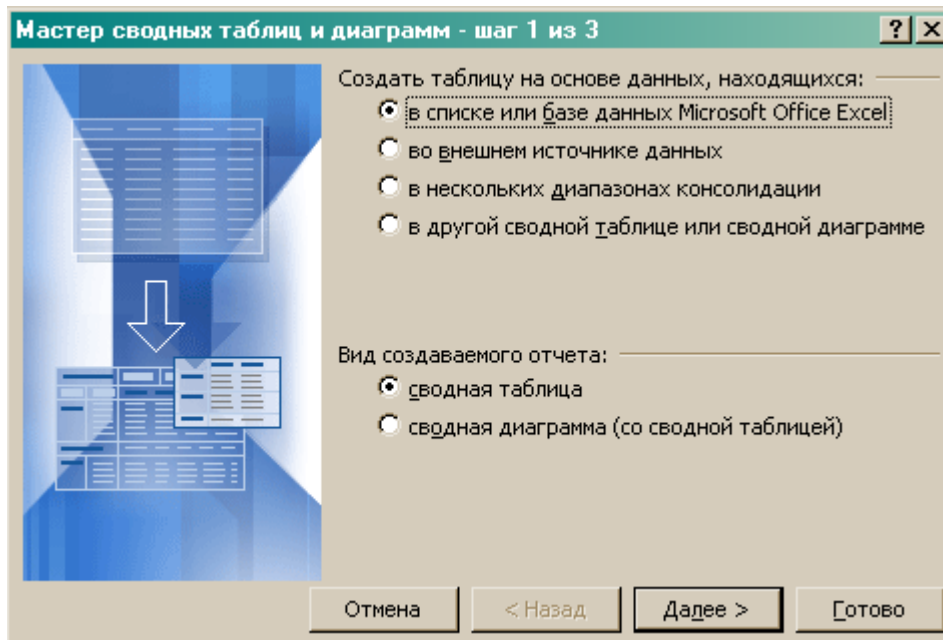 Мастер сводных таблиц и диаграмм - шаг 1 из 3
Создать таблицу на основе данных, находящихся:
в списке или базе данных Microsoft Office Excel
во внешнем источнике данных
в нескольких диапазонах консолидации
в другой сводной таблице или сводной диаграмме
Вид создаваемого отчета:
сводная таблица
сводная диаграмма (со сводной таблицей)
Отмена < Назад Далее > Готово